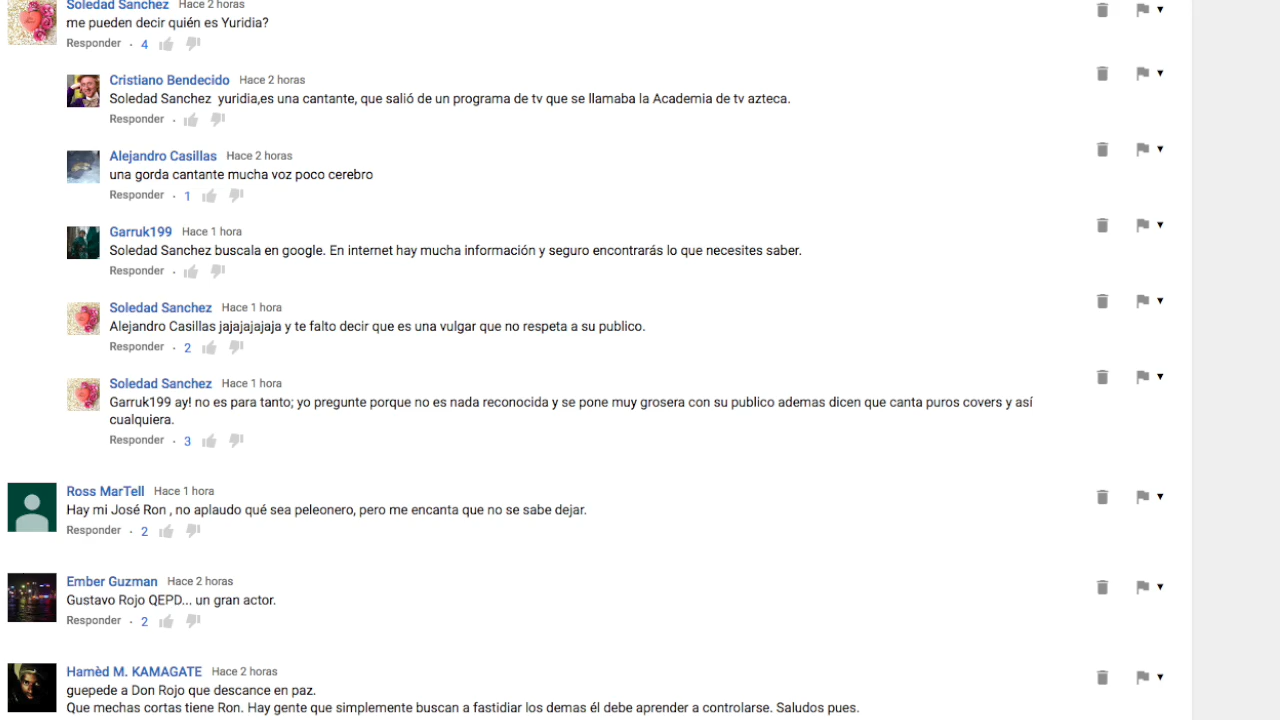 Soledad Sanchez Hace 2 horas
me pueden decir quién es Yuridia?
Responder · 4
Cristiano Bendecido Hace 2 horas
Soledad Sanchez yuridia,es una cantante, que salió de un programa de tv que se llamaba la Academia de tv azteca.
Responder ·
Alejandro Casillas Hace 2 horas
una gorda cantante mucha voz poco cerebro
Responder · 1
Garruk199 Hace 1 hora
Soledad Sanchez buscala en google. En internet hay mucha información y seguro encontrarás lo que necesites saber.
Responder ·
Soledad Sanchez Hace 1 hora
Alejandro Casillas jajajajajaja y te falto decir que es una vulgar que no respeta a su publico.
Responder · 2
Soledad Sanchez Hace 1 hora
Garruk199 ay! no es para tanto; yo pregunte porque no es nada reconocida y se pone muy grosera con su publico ademas dicen que canta puros covers y así
cualquiera.
Responder · 3
Ross MarTell Hace 1 hora
Hay mi José Ron , no aplaudo qué sea peleonero, pero me encanta que no se sabe dejar.
Responder · 2
Ember Guzman Hace 2 horas
Gustavo Rojo QEPD... un gran actor.
Responder · 2
Hamèd M. KAMAGATE Hace 2 horas
guepede a Don Rojo que descance en paz.
Que mechas cortas tiene Ron. Hay gente que simplemente buscan a fastidiar los demas él debe aprender a controlarse. Saludos pues.